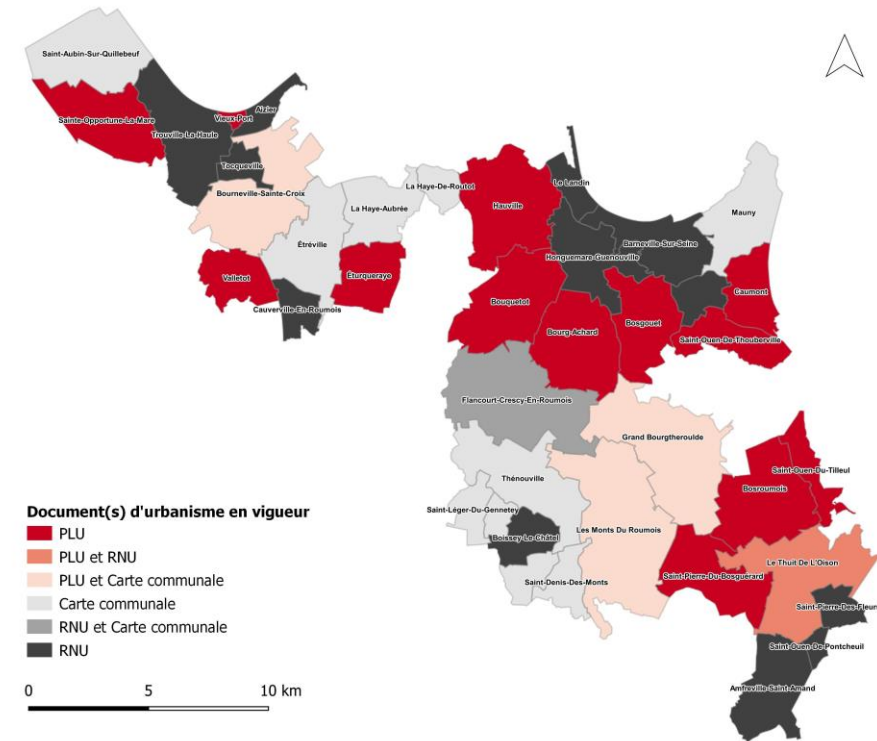 Saint-Aubin-Sur-Quillebeuf
Sainte-Opportune-La-Mare
Vieux-Port
Aizier
Trouville-La-Haule
Tocqueville
Bourneville-Sainte-Croix
La Haye-De-Routot
La Haye-Aubrée
Étréville
Valletot
Éturqueraye
Cauverville-En-Roumois
Hauville
Le Landin
Mauny
Barneville-Sur-Seine
Honguemare-Guenouville
Caumont
Bouquetot
Bourg-Achard
Bosgouet
Saint-Ouen-De-Thouberville
Flancourt-Crescy-En-Roumois
Grand Bourgtheroulde
Thénouville
Saint-Ouen-Du-Tilleul
Bosroumois
Saint-Léger-Du-Gennetey
Les Monts Du Roumois
Boissey-Le-Châtel
Le Thuit De L'Oison
Saint-Denis-Des-Monts
Saint-Pierre-Du-Bosguérard
Saint-Pierre-Des-Fleurs
Saint-Ouen-De-Pontcheuil
Amfreville-Saint-Amand
Document(s) d'urbanisme en vigueur
PLU
PLU et RNU
PLU et Carte communale
Carte communale
RNU et Carte communale
RNU
0 5 10 km